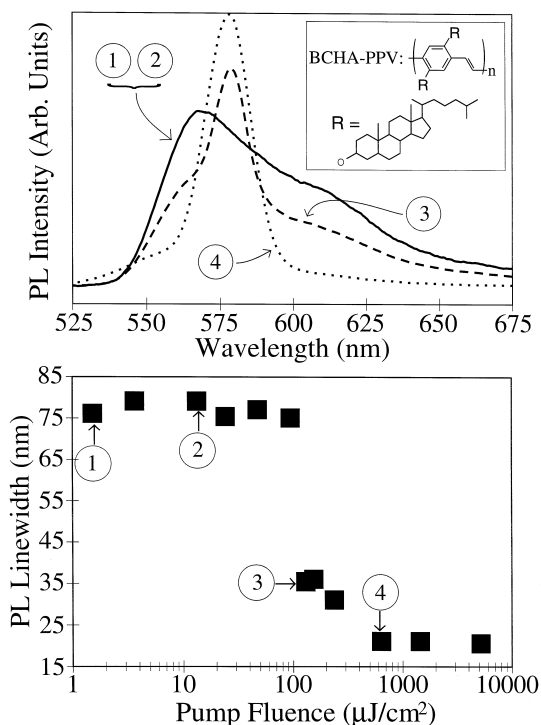 PL Intensity (Arb. Units)
1 2
BCHA-PPV:
R
R
n
R =
O
3
4
525 550 575 600 625 650 675
Wavelength (nm)
PL Linewidth (nm)
85
75
65
55
45
35
25
15
1
2
3
4
1 10 100 1000 10000
Pump Fluence (μJ/cm²)